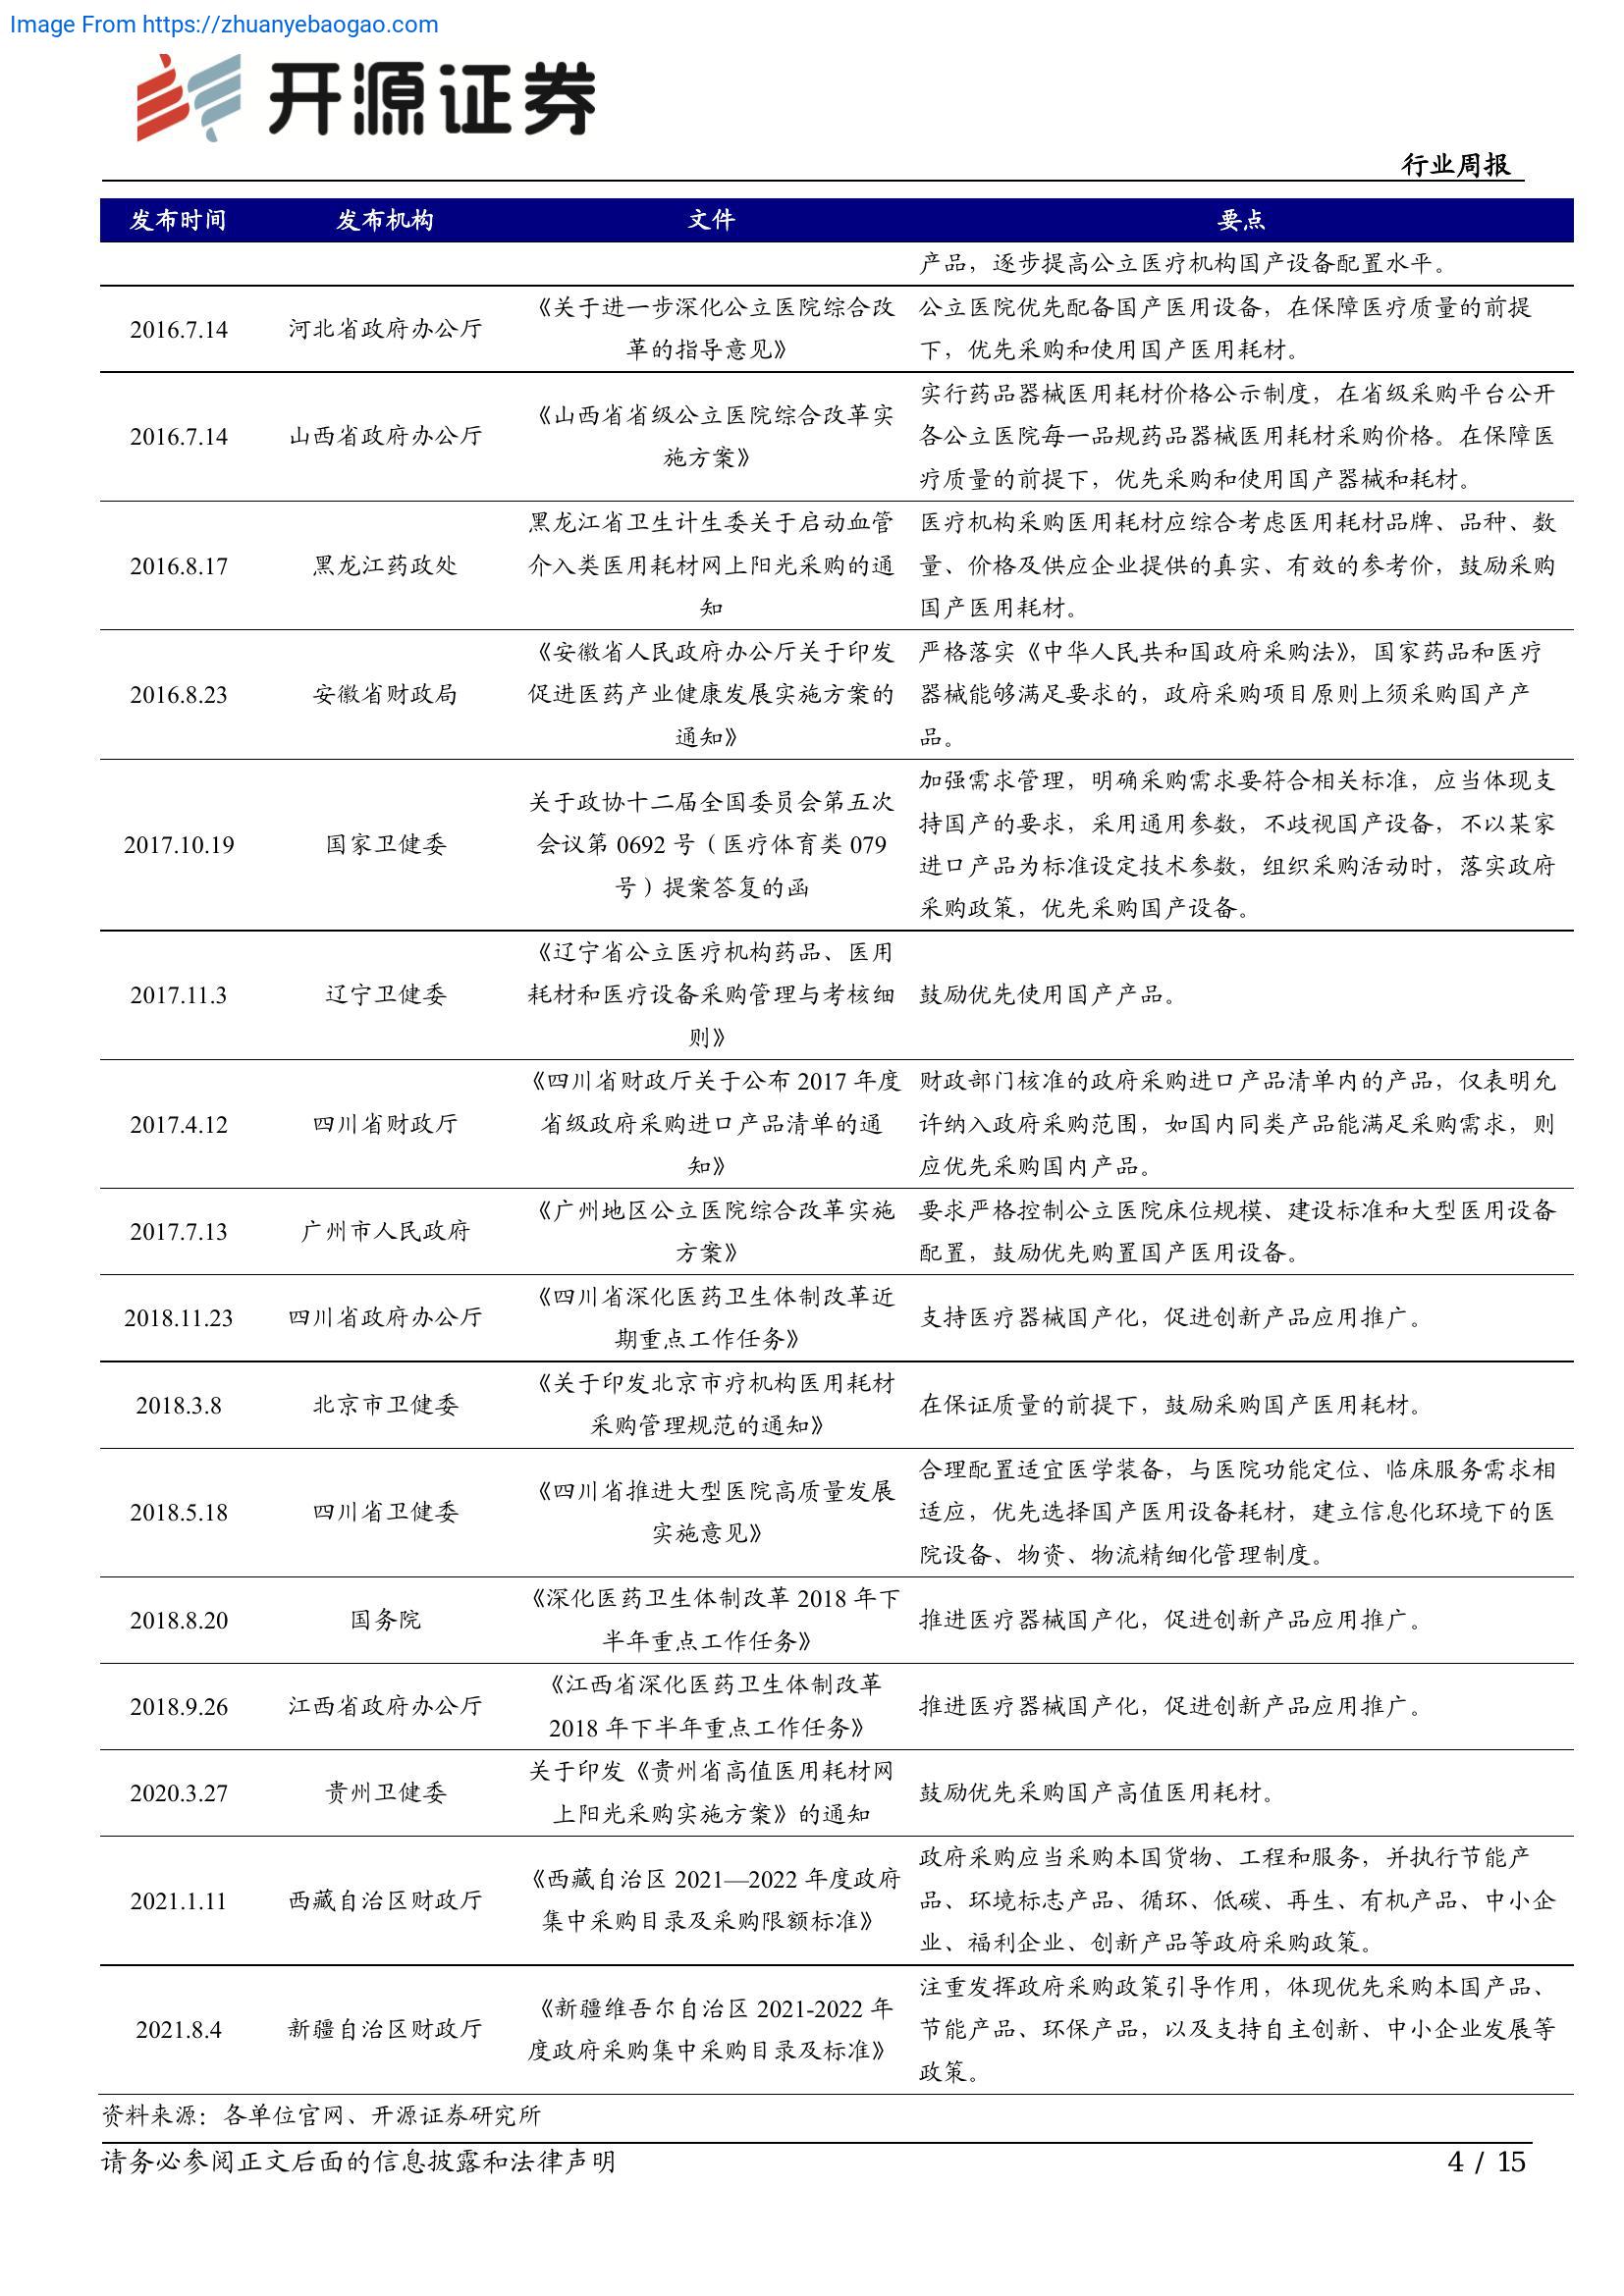 Image From https://zhuanyebaogao.com
开源证券
行业周报
发布时间 发布机构 文件 要点
产品，逐步提高公立医疗机构国产设备配置水平。
2016.7.14 河北省政府办公厅
《关于进一步深化公立医院综合改
革的指导意见》
公立医院优先配备国产医用设备，在保障医疗质量的前提
下，优先采购和使用国产医用耗材。
2016.7.14 山西省政府办公厅
《山西省省级公立医院综合改革实
施方案》
实行药品器械医用耗材价格公示制度，在省级采购平台公开
各公立医院每一品规药品器械医用耗材采购价格。在保障医
疗质量的前提下，优先采购和使用国产器械和耗材。
2016.8.17 黑龙江药政处
黑龙江省卫生计生委关于启动血管
介入类医用耗材网上阳光采购的通
知
医疗机构采购医用耗材应综合考虑医用耗材品牌、品种、数
量、价格及供应企业提供的真实、有效的参考价，鼓励采购
国产医用耗材。
2016.8.23 安徽省财政局
《安徽省人民政府办公厅关于印发
促进医药产业健康发展实施方案的
通知》
严格落实《中华人民共和国政府采购法》，国家药品和医疗
器械能够满足要求的，政府采购项目原则上须采购国产产
品。
2017.10.19 国家卫健委
关于政协十二届全国委员会第五次
会议第 0692 号（医疗体育类 079
号）提案答复的函
加强需求管理，明确采购需求要符合相关标准，应当体现支
持国产的要求，采用通用参数，不歧视国产设备，不以某家
进口产品为标准设定技术参数，组织采购活动时，落实政府
采购政策，优先采购国产设备。
2017.11.3 辽宁卫健委
《辽宁省公立医疗机构药品、医用
耗材和医疗设备采购管理与考核细
则》
鼓励优先使用国产产品。
2017.4.12 四川省财政厅
《四川省财政厅关于公布 2017 年度
省级政府采购进口产品清单的通
知》
财政部门核准的政府采购进口产品清单内的产品，仅表明允
许纳入政府采购范围，如国内同类产品能满足采购需求，则
应优先采购国内产品。
2017.7.13 广州市人民政府
《广州地区公立医院综合改革实施
方案》
要求严格控制公立医院床位规模、建设标准和大型医用设备
配置，鼓励优先购置国产医用设备。
2018.11.23 四川省政府办公厅
《四川省深化医药卫生体制改革近
期重点工作任务》
支持医疗器械国产化，促进创新产品应用推广。
2018.3.8 北京市卫健委
《关于印发北京市疗机构医用耗材
采购管理规范的通知》
在保证质量的前提下，鼓励采购国产医用耗材。
2018.5.18 四川省卫健委
《四川省推进大型医院高质量发展
实施意见》
合理配置适宜医学装备，与医院功能定位、临床服务需求相
适应，优先选择国产医用设备耗材，建立信息化环境下的医
院设备、物资、物流精细化管理制度。
2018.8.20 国务院
《深化医药卫生体制改革 2018 年下
半年重点工作任务》
推进医疗器械国产化，促进创新产品应用推广。
2018.9.26 江西省政府办公厅
《江西省深化医药卫生体制改革
2018 年下半年重点工作任务》
推进医疗器械国产化，促进创新产品应用推广。
2020.3.27 贵州卫健委
关于印发《贵州省高值医用耗材网
上阳光采购实施方案》的通知
鼓励优先采购国产高值医用耗材。
2021.1.11 西藏自治区财政厅
《西藏自治区 2021—2022 年度政府
集中采购目录及采购限额标准》
政府采购应当采购本国货物、工程和服务，并执行节能产
品、环境标志产品、循环、低碳、再生、有机产品、中小企
业、福利企业、创新产品等政府采购政策。
2021.8.4 新疆自治区财政厅
《新疆维吾尔自治区 2021-2022 年
度政府采购集中采购目录及标准》
注重发挥政府采购政策引导作用，体现优先采购本国产品、
节能产品、环保产品，以及支持自主创新、中小企业发展等
政策。
资料来源：各单位官网、开源证券研究所
请务必参阅正文后面的信息披露和法律声明 4 / 15